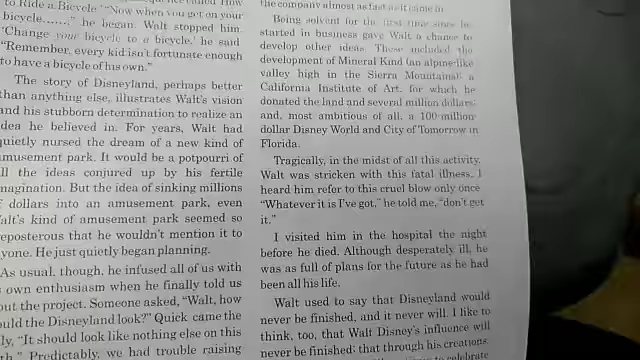 to Ride a Bicycle "Now when you get on your
bicycle.......," he began. Walt stopped him.
'Change your bicycle to a bicycle,' he said
"Remember, every kid isn't fortunate enough
to have a bicycle of his own."
The story of Disneyland, perhaps better
than anything else, illustrates Walt's vision
and his stubborn determination to realize an
dea he believed in. For years, Walt had
quietly nursed the dream of a new kind of
musement park. It would be a potpourri of
ll the ideas conjured up by his fertile
nagination. But the idea of sinking millions
f dollars into an amusement park, even
alt's kind of amusement park seemed so
eposterous that he wouldn't mention it to
yone. He just quietly began planning.
As usual, though, he infused all of us with
own enthusiasm when he finally told us
out the project. Someone asked, "Walt, how
uld the Disneyland look?" Quick came the
ly, "It should look like nothing else on this
th." Predictably, we had trouble raising
the company almost as fast as it came in
Being solvent for the first time since he
started in business gave Walt a chance to
develop other ideas. These included the
development of Mineral Kind (an alpine-like
valley high in the Sierra Mountains); a
California Institute of Art, for which he
donated the land and several million dollars;
and, most ambitious of all, a 100-million
dollar Disney World and City of Tomorrow in
Florida.
Tragically, in the midst of all this activity,
Walt was stricken with this fatal illness. I
heard him refer to this cruel blow only once
"Whatever it is I've got," he told me, "don't get
it."
I visited him in the hospital the night
before he died. Although desperately ill, he
was as full of plans for the future as he had
been all his life.
Walt used to say that Disneyland would
never be finished, and it never will. I like to
think, too, that Walt Disney's influence will
never be finished; that through his creations
to celebrate